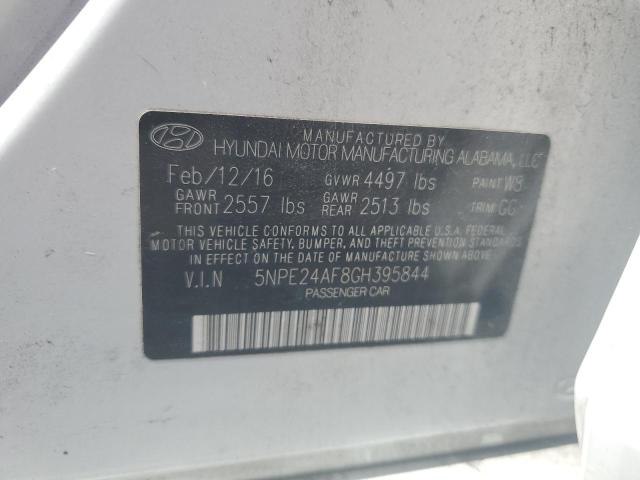 MANUFACTURED BY
HYUNDAI MOTOR MANUFACTURING ALABAMA, LLC
Feb/12/16 GVWR 4497 lbs PAINT W8
GAWR FRONT 2557 lbs GAWR REAR 2513 lbs TRIM GG
THIS VEHICLE CONFORMS TO ALL APPLICABLE U.S.A. FEDERAL
MOTOR VEHICLE SAFETY, BUMPER, AND THEFT PREVENTION STANDARDS
IN EFFECT ON THE DATE OF MANUFACTURE SHOWN ABOVE.
V.I.N 5NPE24AF8GH395844
PASSENGER CAR